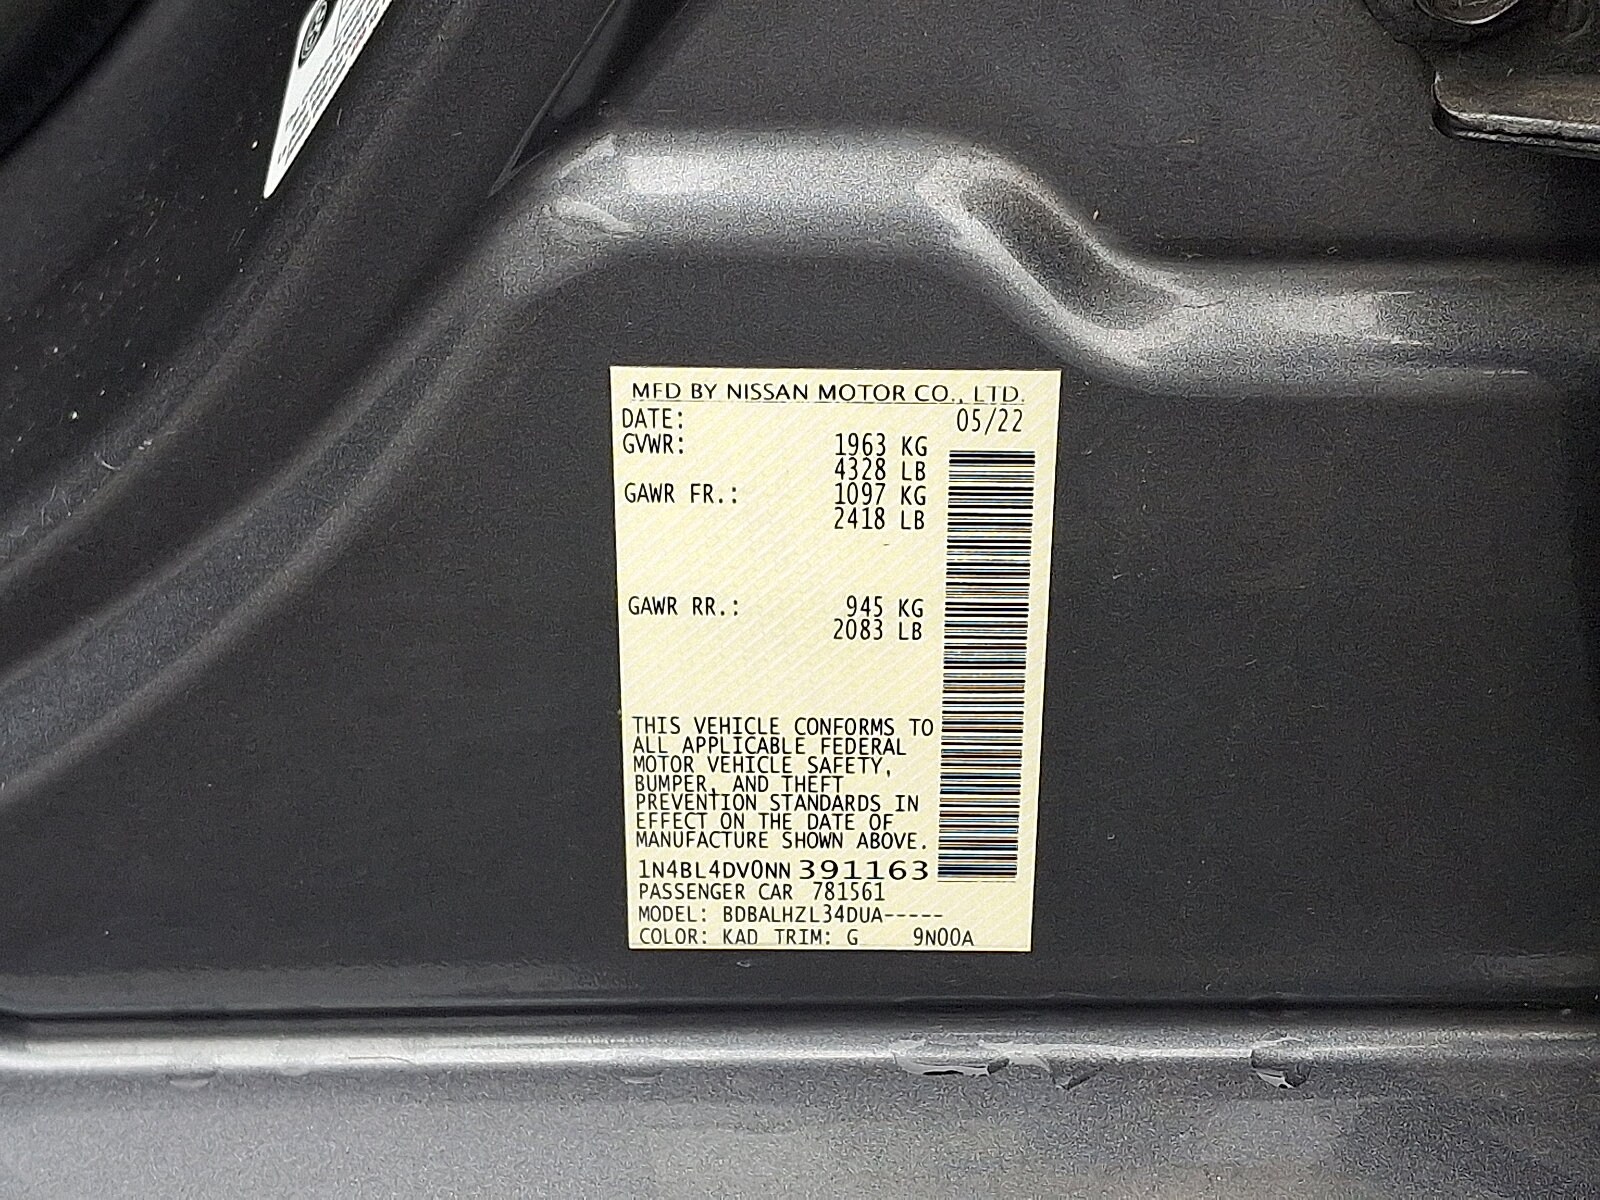 MFD BY NISSAN MOTOR CO., LTD.
DATE: 05/22
GVWR: 1963 KG
4328 LB
GAWR FR.: 1097 KG
2418 LB
GAWR RR.: 945 KG
2083 LB
THIS VEHICLE CONFORMS TO
ALL APPLICABLE FEDERAL
MOTOR VEHICLE SAFETY,
BUMPER, AND THEFT
PREVENTION STANDARDS IN
EFFECT ON THE DATE OF
MANUFACTURE SHOWN ABOVE.
1N4BL4DV0NN391163
PASSENGER CAR 781561
MODEL: BDBALHZL34DUA-----
COLOR: KAD TRIM: G 9N00A